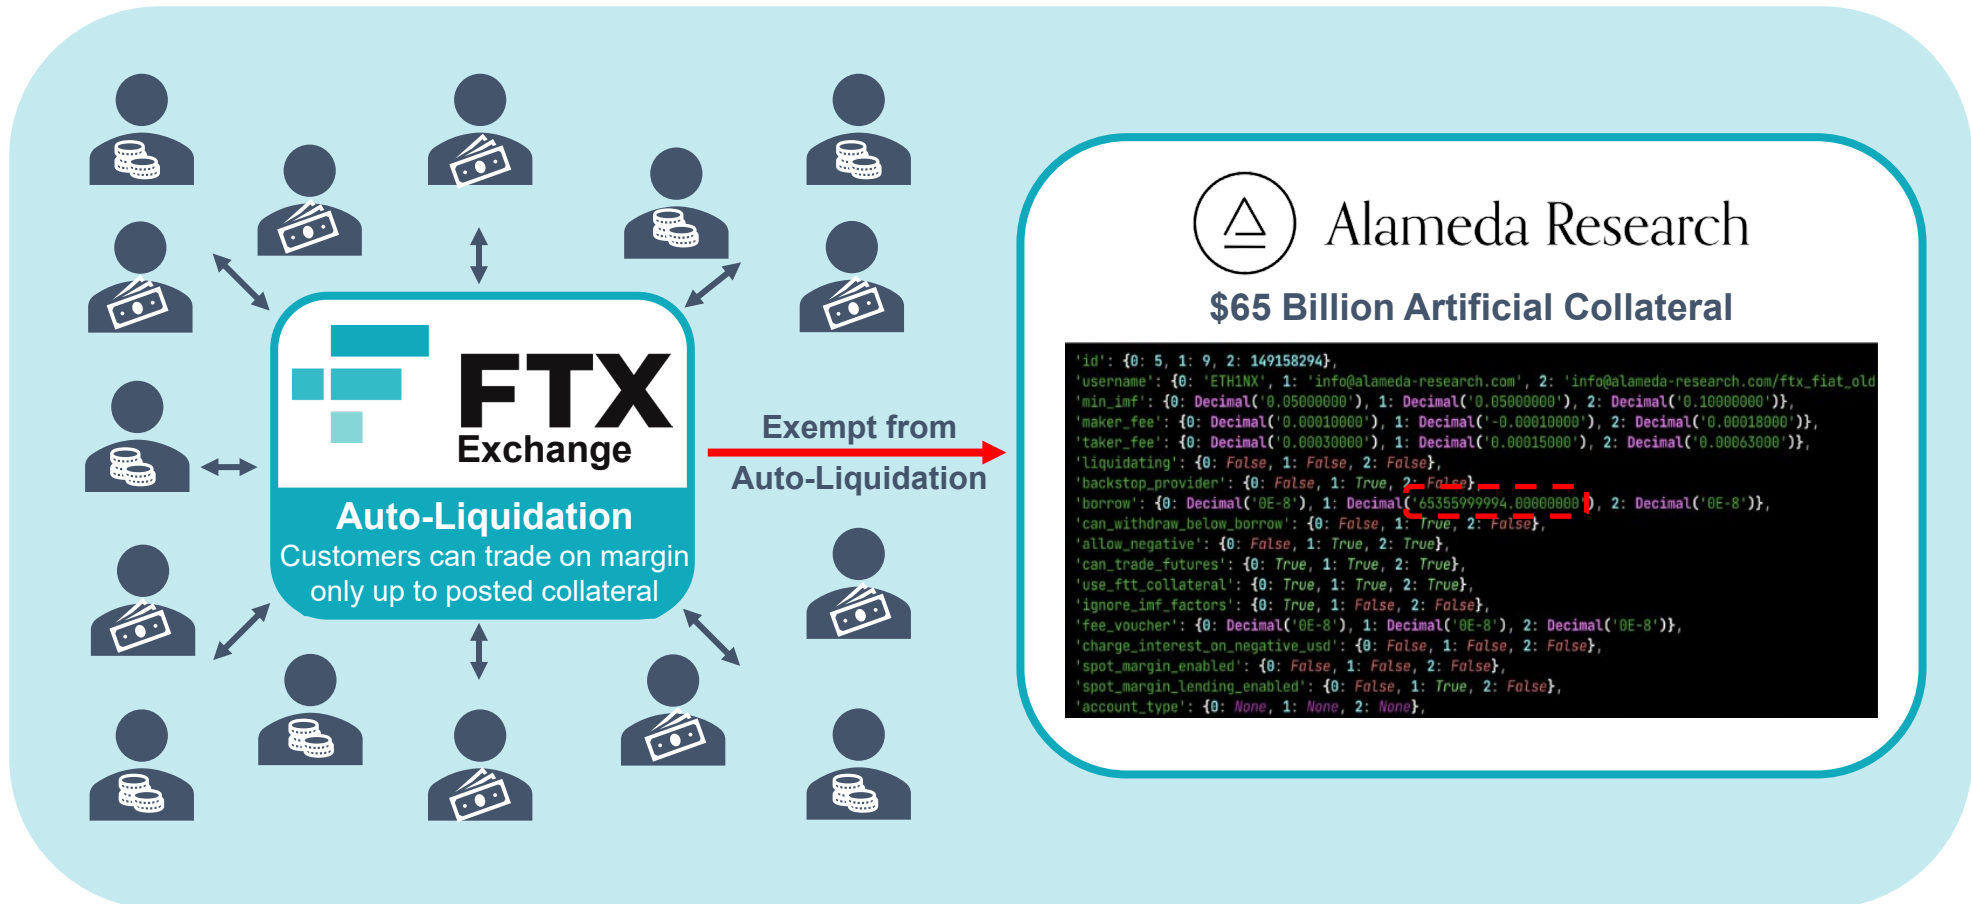 FTX
Exchange
Auto-Liquidation
Customers can trade on margin
only up to posted collateral
Exempt from
Auto-Liquidation
Alameda Research
$65 Billion Artificial Collateral
'id': {0: 5, 1: 9, 2: 149158294},
'username': {0: 'ETH1NX', 1: 'info@alameda-research.com', 2: 'info@alameda-research.com/ftx_fiat_old
'min_imf': {0: Decimal('0.05000000'), 1: Decimal('0.05000000'), 2: Decimal('0.10000000')},
'maker_fee': {0: Decimal('0.00010000'), 1: Decimal('-0.00010000'), 2: Decimal('0.00018000')},
'taker_fee': {0: Decimal('0.00030000'), 1: Decimal('0.00015000'), 2: Decimal('0.00063000')},
'liquidating': {0: False, 1: False, 2: False},
'backstop_provider': {0: False, 1: True, 2: False},
'borrow': {0: Decimal('0E-8'), 1: Decimal('65355999994.00000000'), 2: Decimal('0E-8')},
'can_withdraw_below_borrow': {0: False, 1: True, 2: False},
'allow_negative': {0: False, 1: True, 2: True},
'can_trade_futures': {0: True, 1: True, 2: True},
'use_ftt_collateral': {0: True, 1: True, 2: True},
'ignore_imf_factors': {0: True, 1: False, 2: False},
'fee_voucher': {0: Decimal('0E-8'), 1: Decimal('0E-8'), 2: Decimal('0E-8')},
'charge_interest_on_negative_usd': {0: False, 1: False, 2: False},
'spot_margin_enabled': {0: False, 1: False, 2: False},
'spot_margin_lending_enabled': {0: False, 1: True, 2: False},
'account_type': {0: None, 1: None, 2: None},